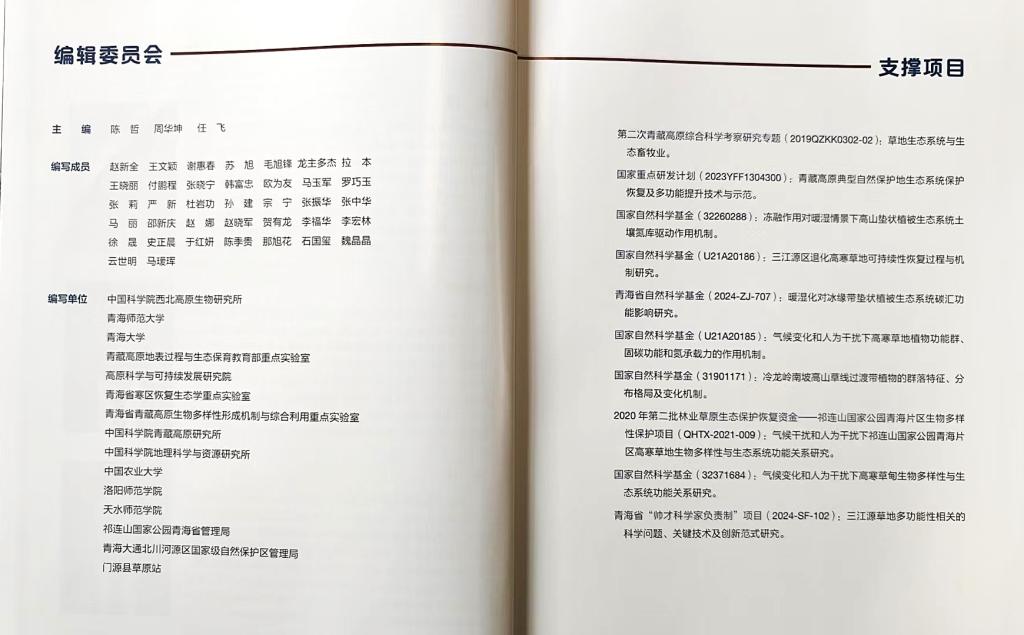 编辑委员会
主 编 陈 哲 周华坤 任 飞
编写成员 赵新全 王文颖 谢惠春 苏 旭 毛旭锋 龙主多杰 拉 本
王晓丽 付鹏程 张晓宁 韩富忠 欧为友 马玉军 罗巧玉
张 莉 严 新 杜岩功 孙 建 宗 宁 张振华 张中华
马 丽 邵新庆 赵 娜 赵晓军 贺有龙 李福华 李宏林
徐 晟 史正晨 于红妍 陈季贵 那旭花 石国玺 魏晶晶
云世明 马瑗珲
编写单位 中国科学院西北高原生物研究所
青海师范大学
青海大学
青藏高原地表过程与生态保育教育部重点实验室
高原科学与可持续发展研究院
青海省寒区恢复生态学重点实验室
青海省青藏高原生物多样性形成机制与综合利用重点实验室
中国科学院青藏高原研究所
中国科学院地理科学与资源研究所
中国农业大学
洛阳师范学院
天水师范学院
祁连山国家公园青海省管理局
青海大通北川河源区国家级自然保护区管理局
门源县草原站
支撑项目
第二次青藏高原综合科学考察研究专题（2019QZKK0302-02）：草地生态系统与生
态畜牧业。
国家重点研发计划（2023YFF1304300）：青藏高原典型自然保护地生态系统保护
恢复及多功能提升技术与示范。
国家自然科学基金（32260288）：冻融作用对暖湿情景下高山垫状植被生态系统土
壤氮库驱动作用机制。
国家自然科学基金（U21A20186）：三江源区退化高寒草地可持续性恢复过程与机
制研究。
青海省自然科学基金（2024-ZJ-707）：暖湿化对冰缘带垫状植被生态系统碳汇功
能影响研究。
国家自然科学基金（U21A20185）：气候变化和人为干扰下高寒草地植物功能群、
固碳功能和氮承载力的作用机制。
国家自然科学基金（31901171）：冷龙岭南坡高山草线过渡带植物的群落特征、分
布格局及变化机制。
2020 年第二批林业草原生态保护恢复资金——祁连山国家公园青海片区生物多样
性保护项目（QHTX-2021-009）：气候干扰和人为干扰下祁连山国家公园青海片
区高寒草地生物多样性与生态系统功能关系研究。
国家自然科学基金（32371684）：气候变化和人为干扰下高寒草甸生物多样性与生
态系统功能关系研究。
青海省“帅才科学家负责制”项目（2024-SF-102）：三江源草地多功能性相关的
科学问题、关键技术及创新范式研究。